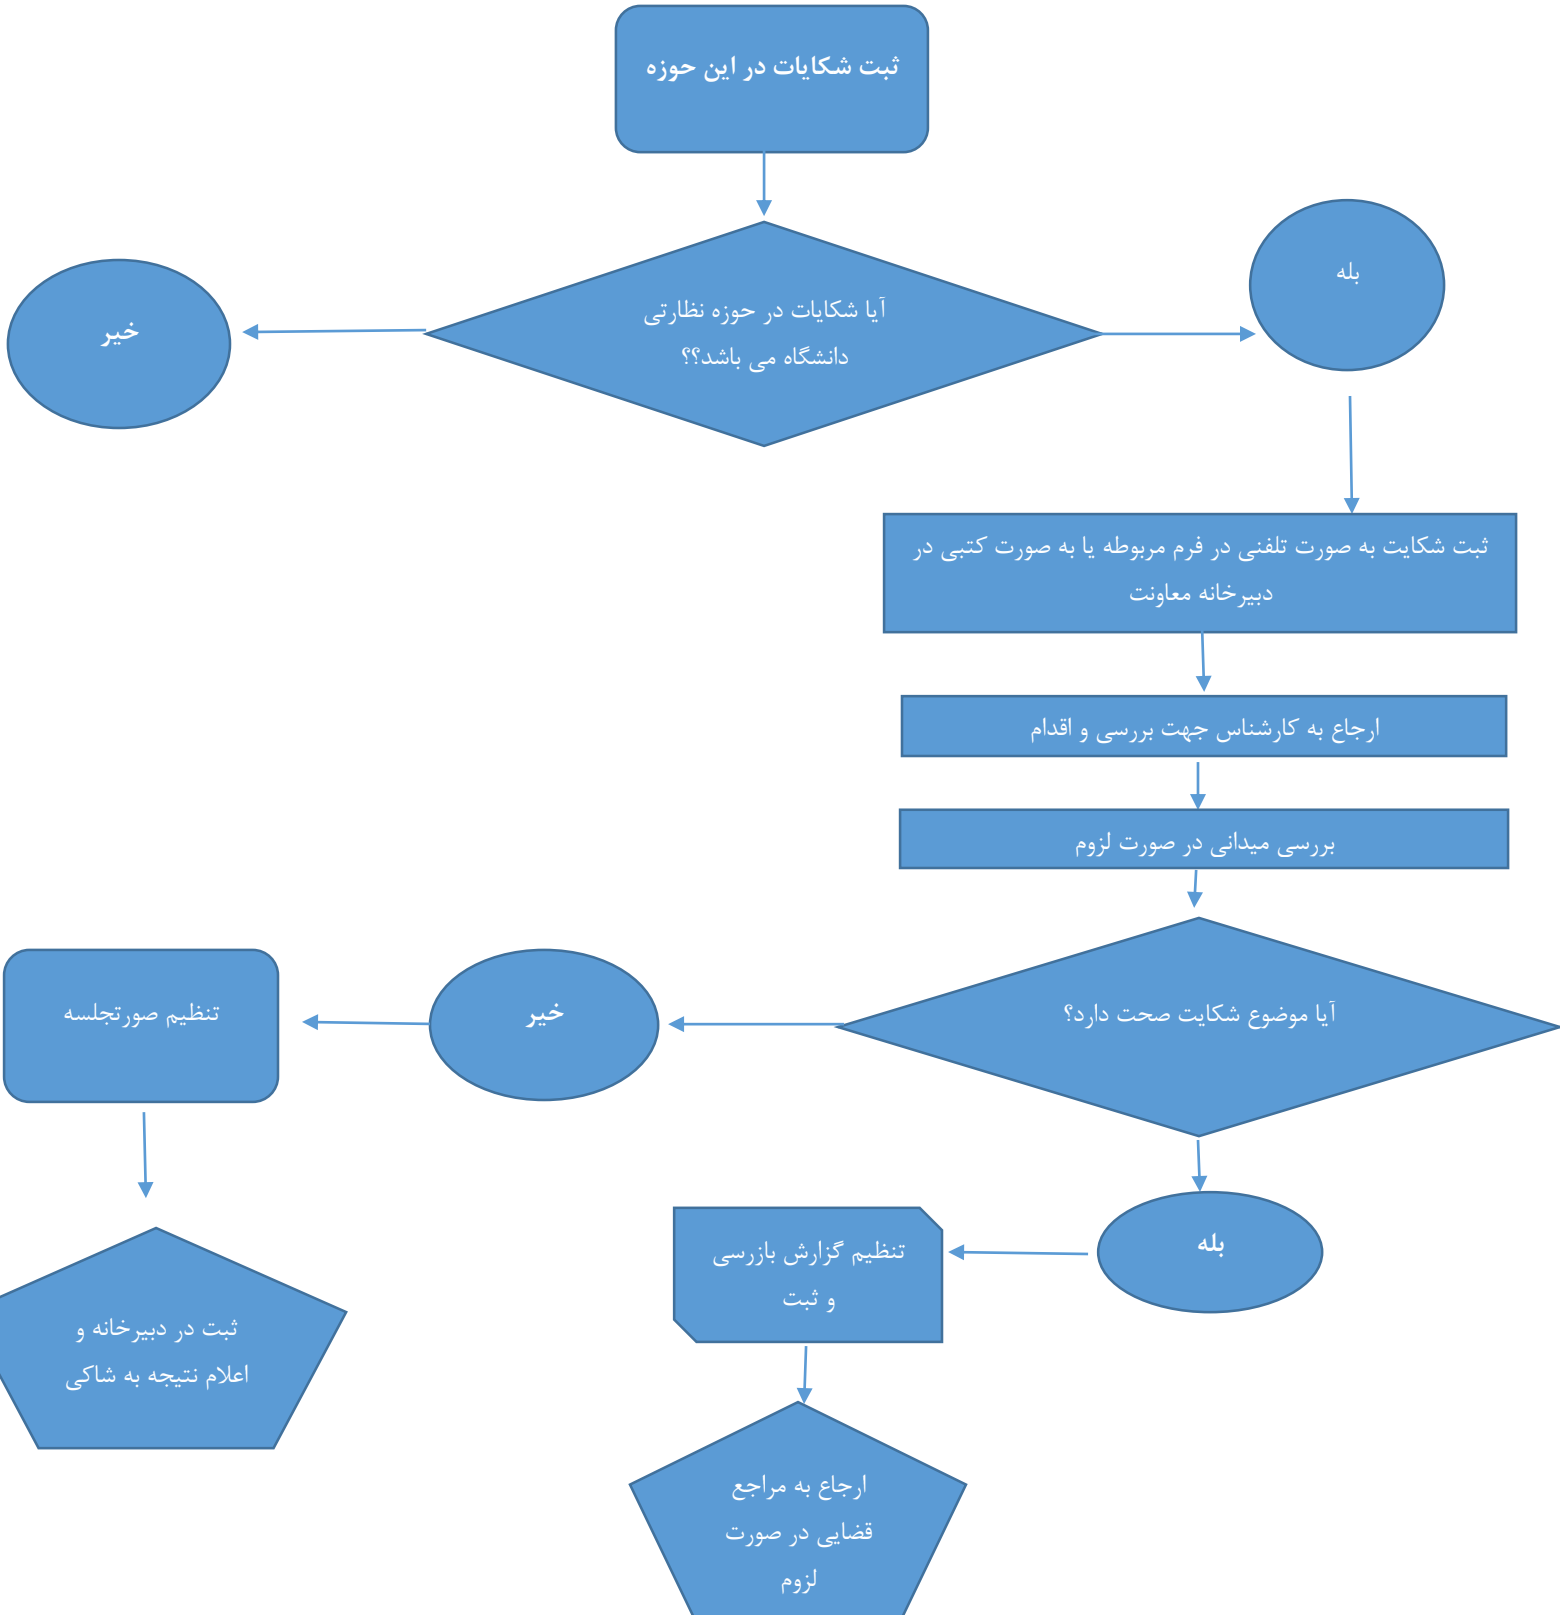 ثبت شکایات در این حوزه
بله
آیا شکایات در حوزه نظارتی
دانشگاه می باشد؟؟
خیر
ثبت شکایت به صورت تلفنی در فرم مربوطه یا به صورت کتبی در
دبیرخانه معاونت
ارجاع به کارشناس جهت بررسی و اقدام
بررسی میدانی در صورت لزوم
آیا موضوع شکایت صحت دارد؟
خیر
تنظیم صورتجلسه
بله
تنظیم گزارش بازرسی
و ثبت
ثبت در دبیرخانه و
اعلام نتیجه به شاکی
ارجاع به مراجع
قضایی در صورت
لزوم